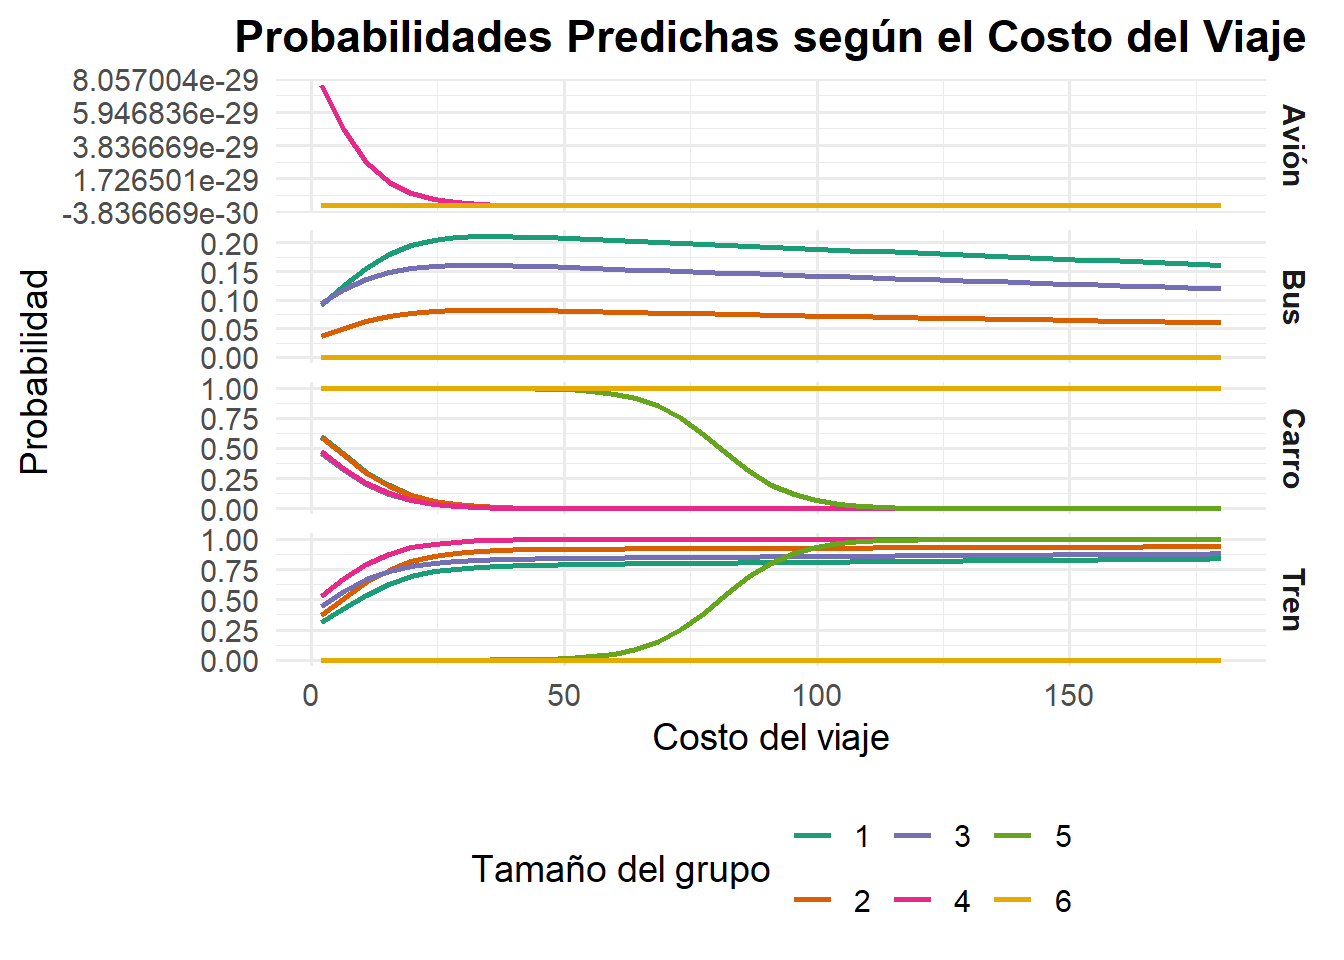 Probabilidades Predichas según el Costo del Viaje
8.057004e-29
5.946836e-29
3.836669e-29
1.726501e-29
-3.836669e-30
Avión
0.20
0.15
0.10
0.05
0.00
Bus
1.00
0.75
0.50
0.25
0.00
Carro
1.00
0.75
0.50
0.25
0.00
Tren
Probabilidad
0 50 100 150
Costo del viaje
Tamaño del grupo
1 3 5
2 4 6